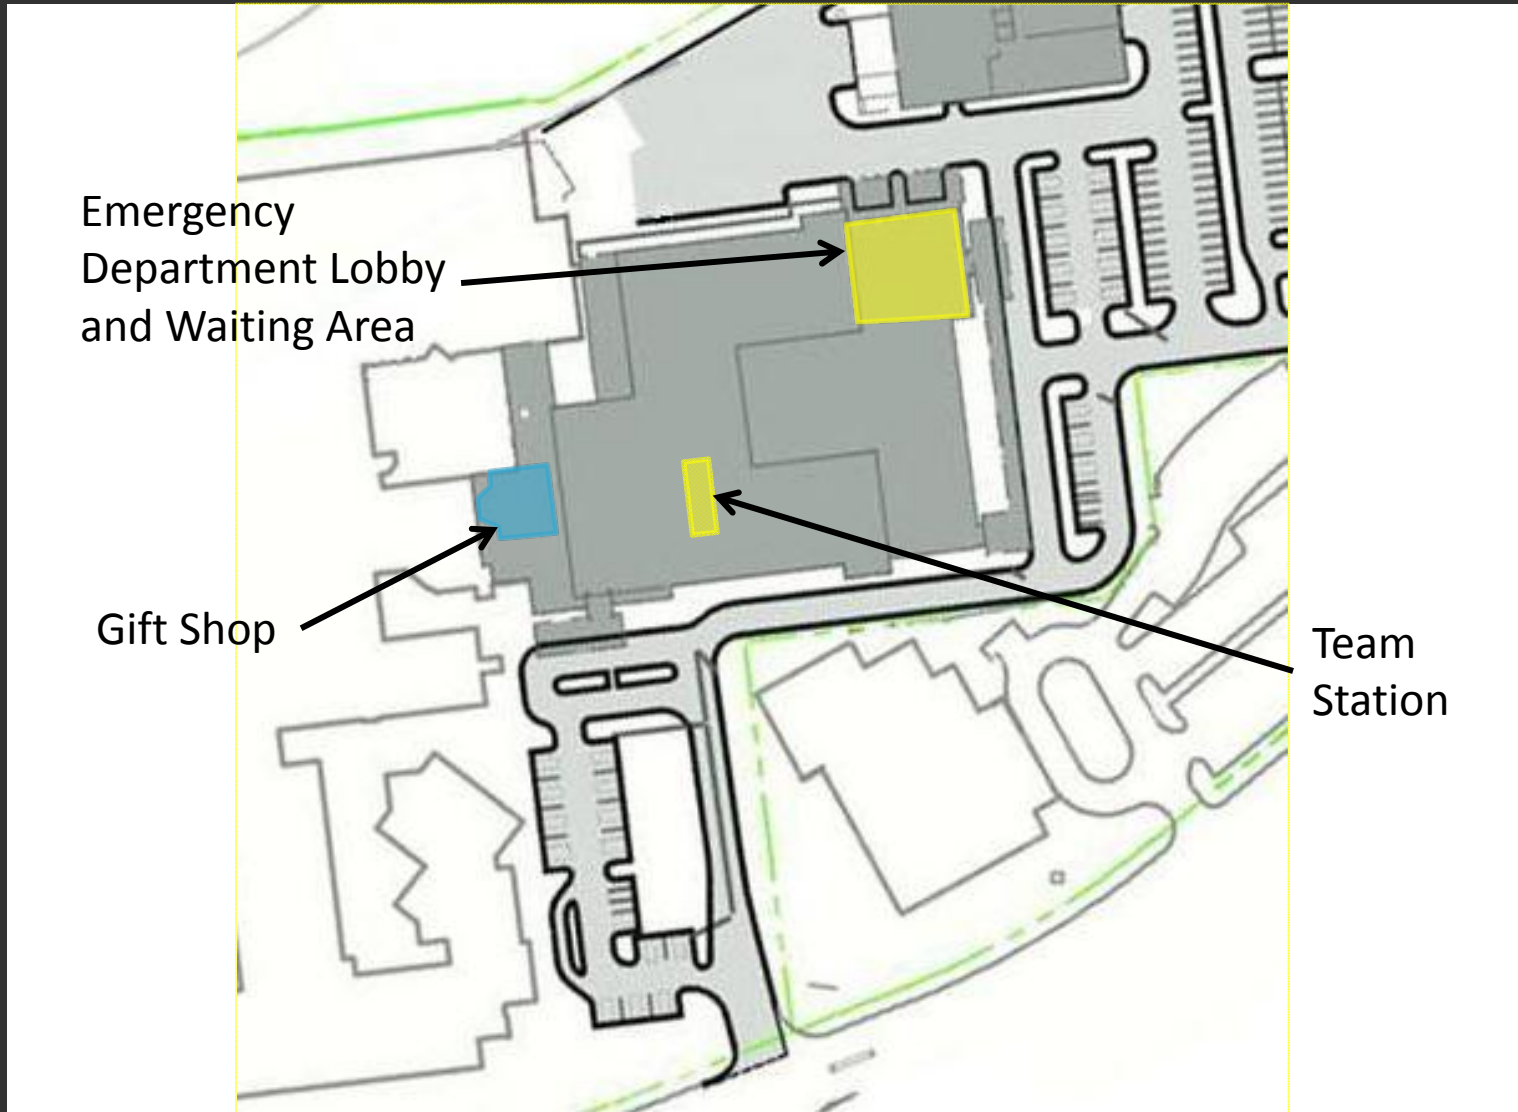 Emergency
Department Lobby
and Waiting Area
Gift Shop
Team
Station